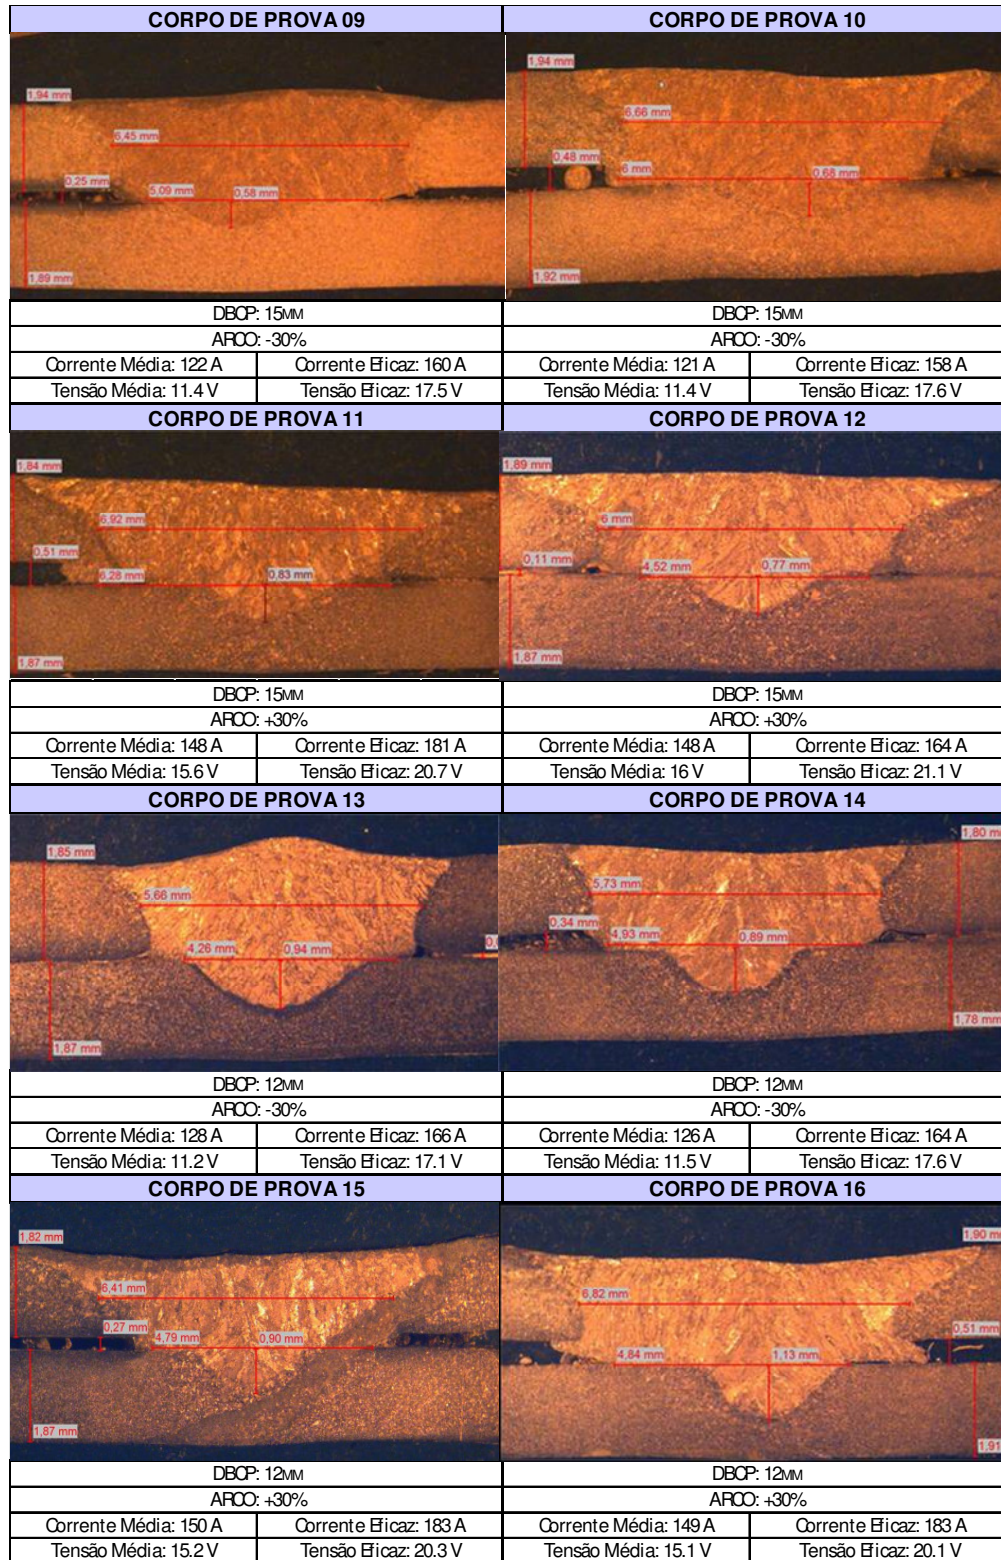 CORPO DE PROVA 09
CORPO DE PROVA 10
1,94 mm
6,45 mm
0,25 mm
5,09 mm
0,58 mm
1,89 mm
1,94 mm
6,66 mm
0,48 mm
6 mm
0,68 mm
1,92 mm
DBCP: 15MM
DBCP: 15MM
ARCO: -30%
ARCO: -30%
Corrente Média: 122 A
Corrente Eficaz: 160 A
Corrente Média: 121 A
Corrente Eficaz: 158 A
Tensão Média: 11.4 V
Tensão Eficaz: 17.5 V
Tensão Média: 11.4 V
Tensão Eficaz: 17.6 V
CORPO DE PROVA 11
CORPO DE PROVA 12
1,84 mm
6,92 mm
0,51 mm
6,28 mm
0,83 mm
1,87 mm
1,89 mm
6 mm
0,11 mm
4,52 mm
0,77 mm
1,87 mm
DBCP: 15MM
DBCP: 15MM
ARCO: +30%
ARCO: +30%
Corrente Média: 148 A
Corrente Eficaz: 181 A
Corrente Média: 148 A
Corrente Eficaz: 164 A
Tensão Média: 15.6 V
Tensão Eficaz: 20.7 V
Tensão Média: 16 V
Tensão Eficaz: 21.1 V
CORPO DE PROVA 13
CORPO DE PROVA 14
1,85 mm
5,66 mm
4,26 mm
0,94 mm
1,87 mm
1,80 mm
5,73 mm
0,34 mm
4,93 mm
0,89 mm
1,78 mm
DBCP: 12MM
DBCP: 12MM
ARCO: -30%
ARCO: -30%
Corrente Média: 128 A
Corrente Eficaz: 166 A
Corrente Média: 126 A
Corrente Eficaz: 164 A
Tensão Média: 11.2 V
Tensão Eficaz: 17.1 V
Tensão Média: 11.5 V
Tensão Eficaz: 17.6 V
CORPO DE PROVA 15
CORPO DE PROVA 16
1,82 mm
6,41 mm
0,27 mm
4,79 mm
0,90 mm
1,87 mm
1,90 m
6,82 mm
0,51 mm
4,84 mm
1,13 mm
1,91
DBCP: 12MM
DBCP: 12MM
ARCO: +30%
ARCO: +30%
Corrente Média: 150 A
Corrente Eficaz: 183 A
Corrente Média: 149 A
Corrente Eficaz: 183 A
Tensão Média: 15.2 V
Tensão Eficaz: 20.3 V
Tensão Média: 15.1 V
Tensão Eficaz: 20.1 V